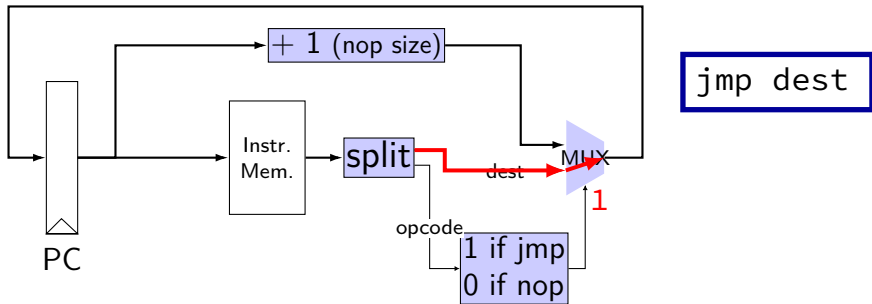 + 1 (nop size)
jmp dest
Instr.
Mem.
split
MUX
dest
1
opcode
1 if jmp
0 if nop
PC